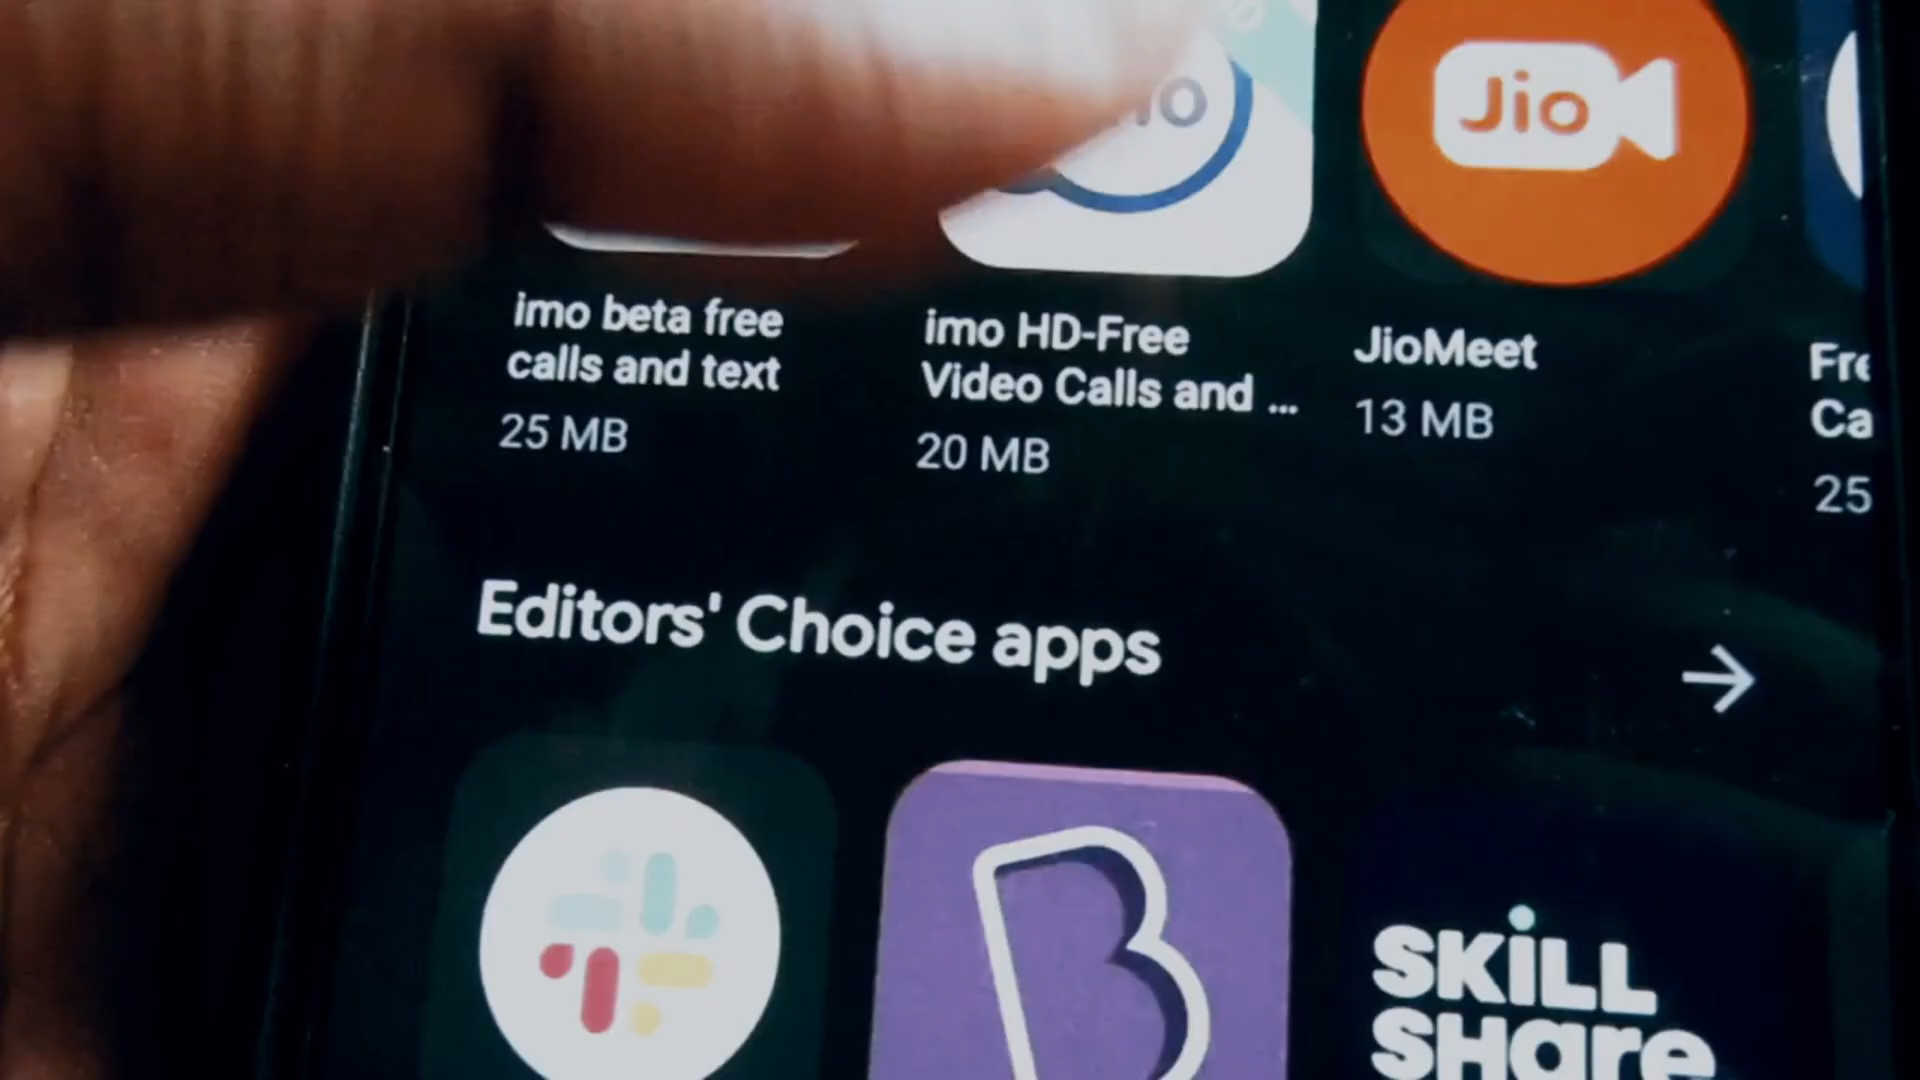 Jio
imo beta free
calls and text
25 MB
imo HD-Free
Video Calls and ...
20 MB
JioMeet
13 MB
25
Editors' Choice apps
B
SKiLL
SHare